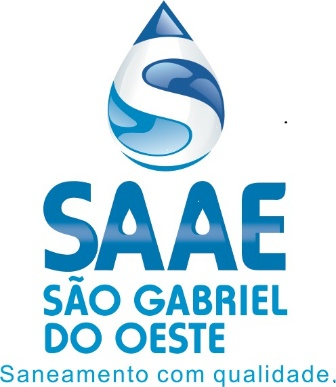 SAAE
SÃO GABRIEL
DO OESTE
Saneamento com qualidade.